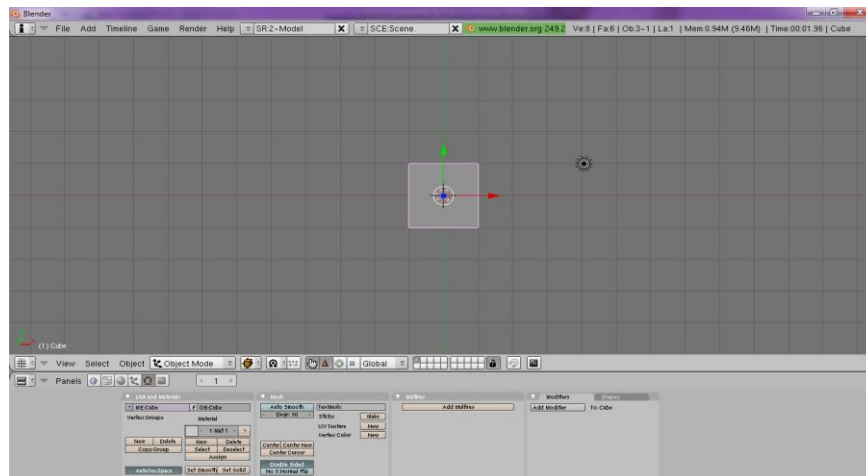 Blender
File Add Timeline Game Render Help SR:2-Model X SCE:Scene X www.blender.org 249.2 Ve:8 | Fa:6 | Ob:3-1 | La:1 | Mem:0.94M (9.46M) | Time:00:01.96 | Cube
(1) Cube
View Select Object Object Mode Global
Panels 1
Link and Materials Mesh Multires Modifiers Shapes
ME:Cube F OB:Cube Auto Smooth TexMesh: Add Multires Add Modifier To: Cube
Vertex Groups Material Degr: 30 Sticky Make
1 Mat 1 UV Texture New
New Delete New Delete Vertex Color New
Copy Group Select Deselect Center Center New
Assign Center Cursor
AutoTexSpace Set Smooth Set Solid Double Sided
No V.Normal Flip